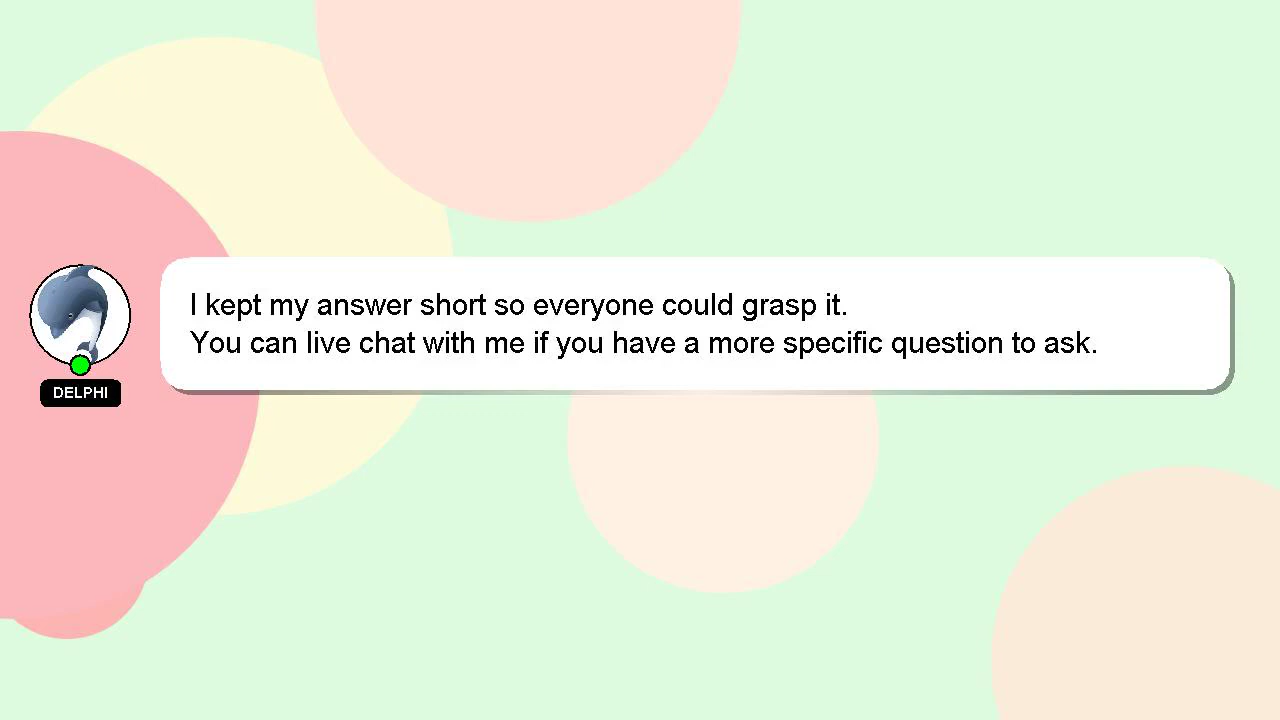 I kept my answer short so everyone could grasp it.
You can live chat with me if you have a more specific question to ask.
DELPHI